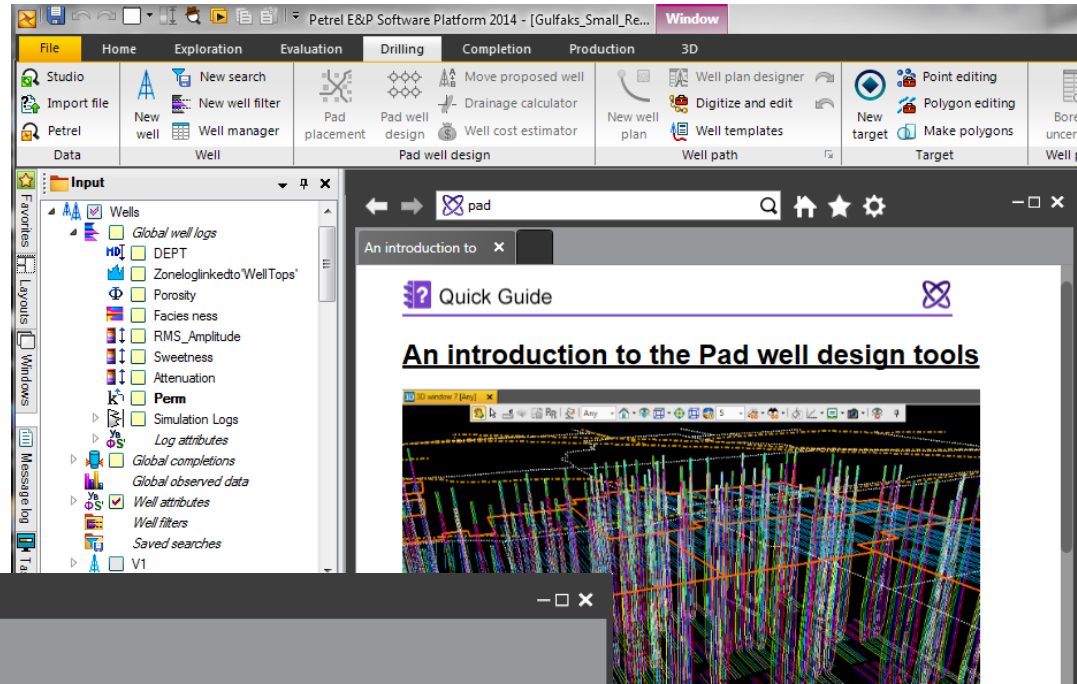 Petrel E&P Software Platform 2014 - [Gulfaks_Small_Re...
Window
File Home Exploration Evaluation Drilling Completion Production 3D
Studio
Import file
Petrel
Data
New well
New search
New well filter
Well manager
Well
Pad placement
Pad well design
Move proposed well
Drainage calculator
Well cost estimator
Pad well design
New well plan
Well plan designer
Digitize and edit
Well templates
Well path
New target
Point editing
Polygon editing
Make polygons
Target
Bore
uncer
Well p
Favorites
Layouts
Windows
Message log
Ta
Input
Wells
Global well logs
MD DEPT
Zoneloglinkedto'WellTops'
Φ Porosity
Facies ness
RMS_Amplitude
Sweetness
Attenuation
k Perm
Simulation Logs
Log attributes
Global completions
Global observed data
Well attributes
Well filters
Saved searches
V1
pad
An introduction to
Quick Guide
An introduction to the Pad well design tools
3D window 7 [Any]
Any
5